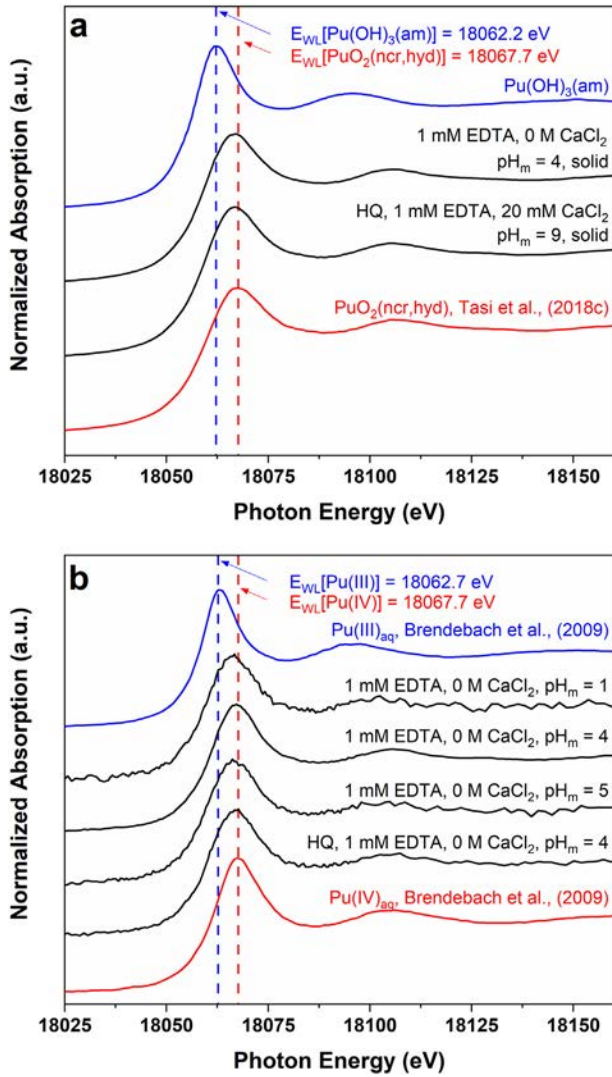 a
E_WL[Pu(OH)₃(am)] = 18062.2 eV
E_WL[PuO₂(ncr,hyd)] = 18067.7 eV
Pu(OH)₃(am)
1 mM EDTA, 0 M CaCl₂
pHₘ = 4, solid
HQ, 1 mM EDTA, 20 mM CaCl₂
pHₘ = 9, solid
PuO₂(ncr,hyd), Tasi et al., (2018c)
Normalized Absorption (a.u.)
18025 18050 18075 18100 18125 18150
Photon Energy (eV)
b
E_WL[Pu(III)] = 18062.7 eV
E_WL[Pu(IV)] = 18067.7 eV
Pu(III)aq, Brendebach et al., (2009)
1 mM EDTA, 0 M CaCl₂, pHₘ = 1
1 mM EDTA, 0 M CaCl₂, pHₘ = 4
1 mM EDTA, 0 M CaCl₂, pHₘ = 5
HQ, 1 mM EDTA, 0 M CaCl₂, pHₘ = 4
Pu(IV)aq, Brendebach et al., (2009)
Normalized Absorption (a.u.)
18025 18050 18075 18100 18125 18150
Photon Energy (eV)